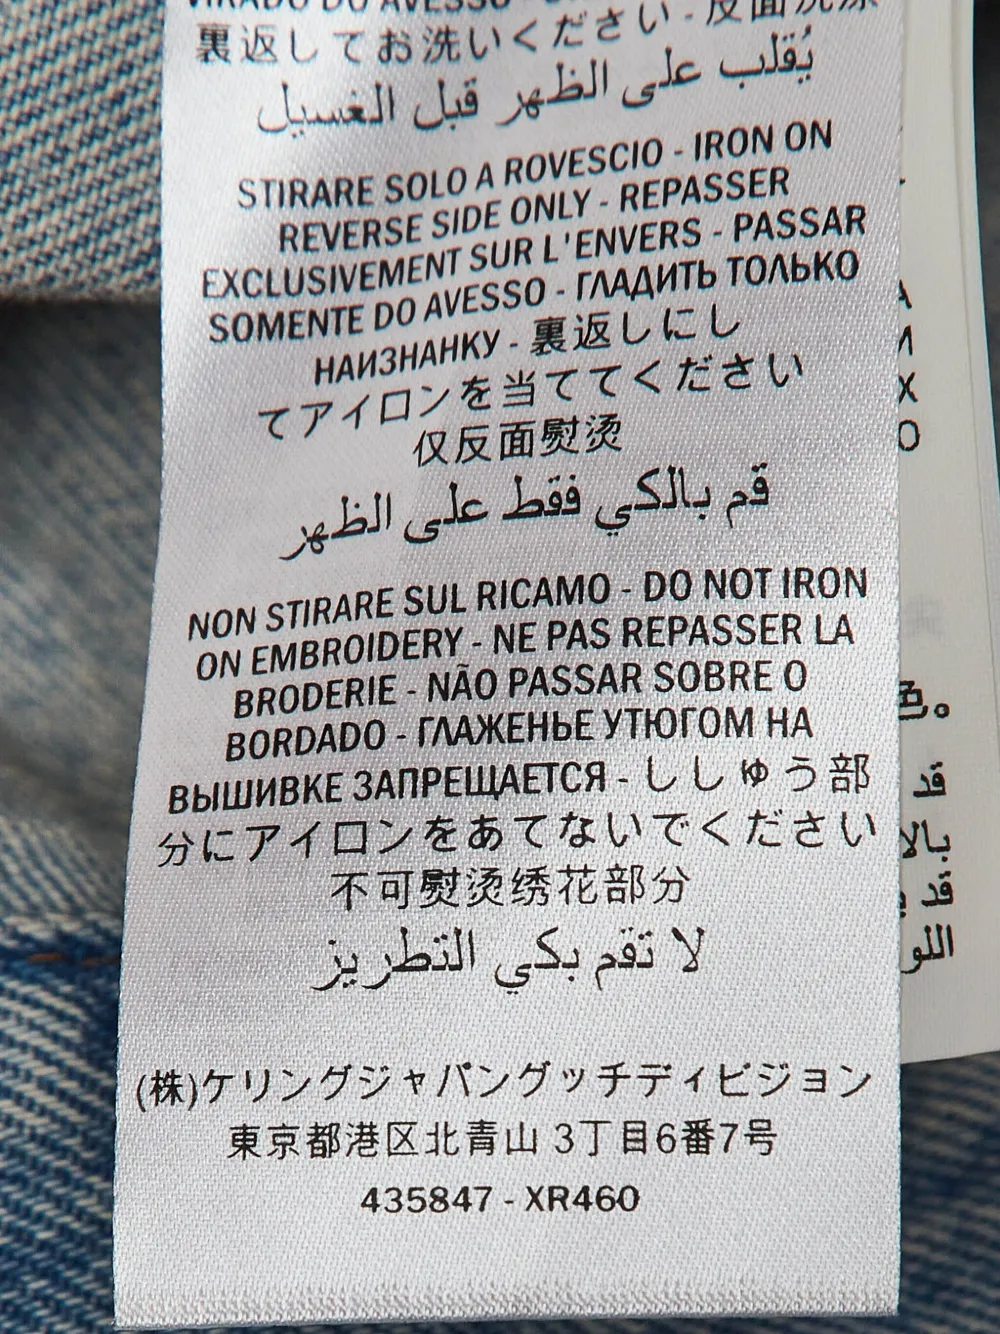 VIRADO DO AVESSO - 反面洗涤
裏返してお洗いください
يُقلب على الظهر قبل الغسيل
STIRARE SOLO A ROVESCIO - IRON ON
REVERSE SIDE ONLY - REPASSER
EXCLUSIVEMENT SUR L'ENVERS - PASSAR
SOMENTE DO AVESSO - ГЛАДИТЬ ТОЛЬКО
НАИЗНАНКУ - 裏返しにし
てアイロンを当ててください
仅反面熨烫
قم بالكي فقط على الظهر
NON STIRARE SUL RICAMO - DO NOT IRON
ON EMBROIDERY - NE PAS REPASSER LA
BRODERIE - NÃO PASSAR SOBRE O
BORDADO - ГЛАЖЕНЬЕ УТЮГОМ НА
ВЫШИВКЕ ЗАПРЕЩАЕТСЯ - ししゅう部
分にアイロンをあてないでください
不可熨烫绣花部分
لا تقم بكي التطريز
(株)ケリングジャパングッチディビジョン
東京都港区北青山 3丁目6番7号
435847 - XR460
色。
قد